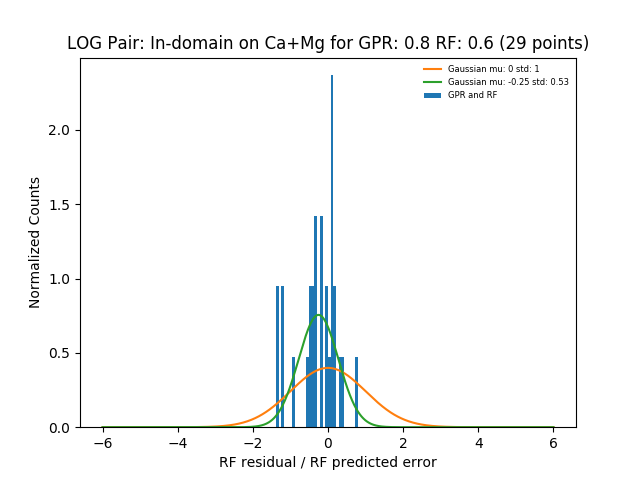 LOG Pair: In-domain on Ca+Mg for GPR: 0.8 RF: 0.6 (29 points)
Gaussian mu: 0 std: 1
Gaussian mu: -0.25 std: 0.53
GPR and RF
Normalized Counts
2.0
1.5
1.0
0.5
0.0
−6 −4 −2 0 2 4 6
RF residual / RF predicted error